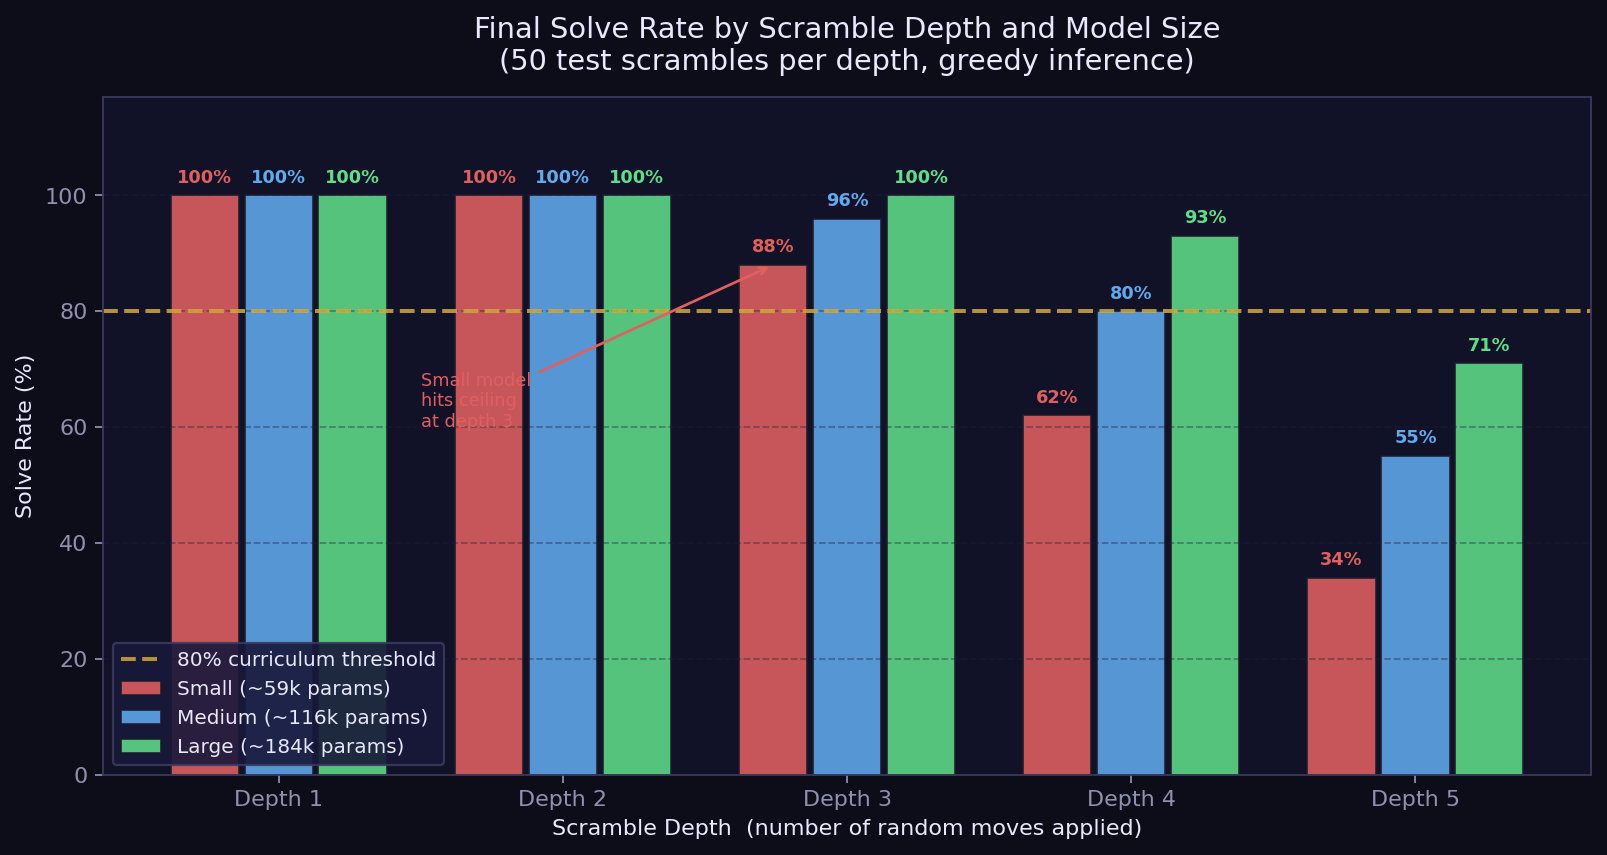 Final Solve Rate by Scramble Depth and Model Size
(50 test scrambles per depth, greedy inference)
Solve Rate (%)
100
80
60
40
20
0
100% 100% 100%
100% 100% 100%
88% 96% 100%
62% 80% 93%
34% 55% 71%
Small model
hits ceiling
at depth 3
80% curriculum threshold
Small (~59k params)
Medium (~116k params)
Large (~184k params)
Depth 1 Depth 2 Depth 3 Depth 4 Depth 5
Scramble Depth (number of random moves applied)